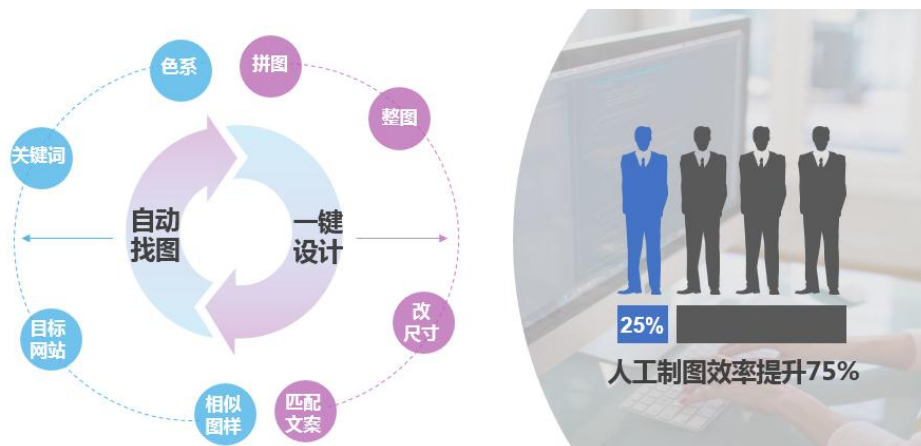 色系
拼图
整图
关键词
自动
找图
一键
设计
目标
网站
改
尺寸
相似
图样
匹配
文案
25%
人工制图效率提升75%